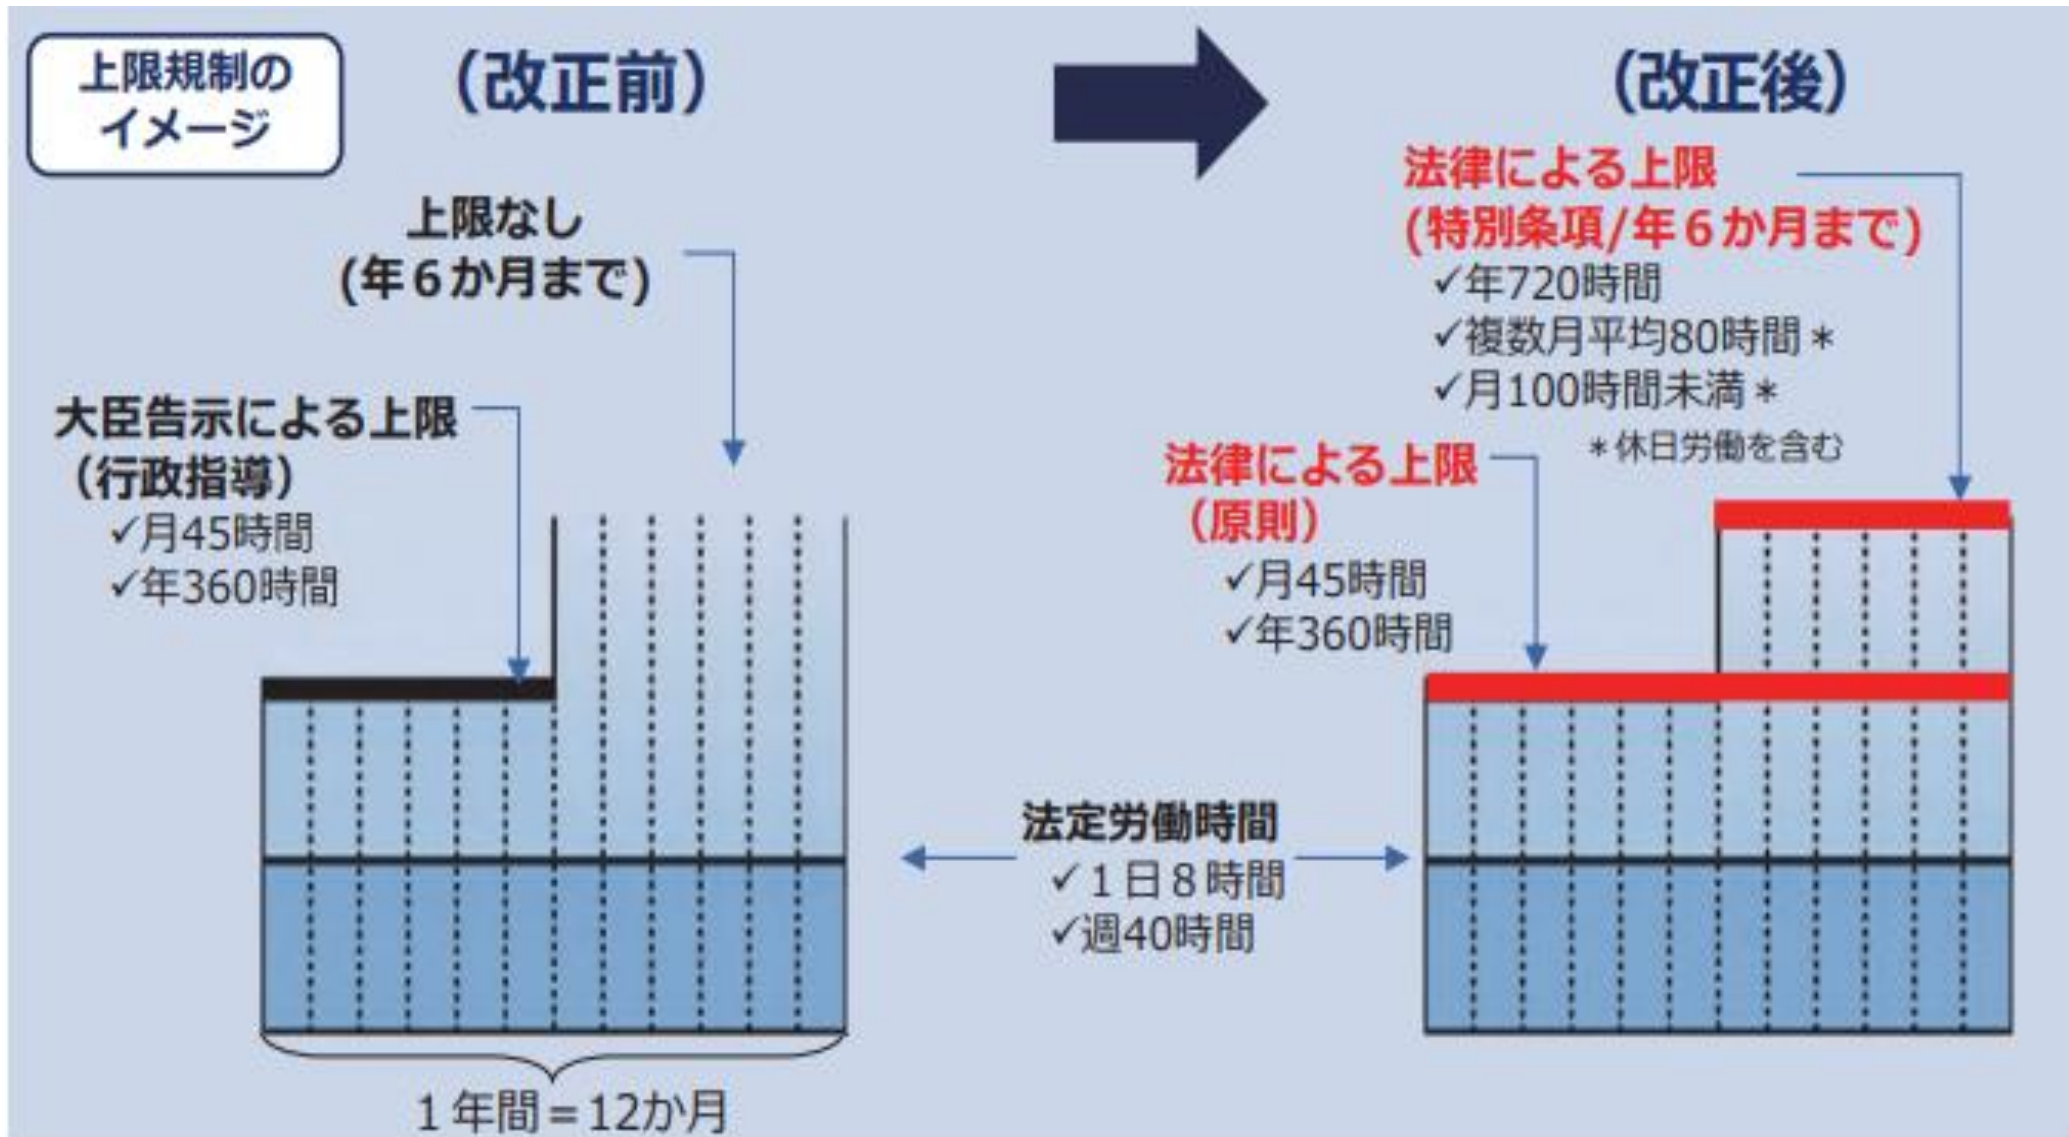 上限規制の
イメージ
（改正前）
上限なし
(年６か月まで)
大臣告示による上限
（行政指導）
✓月45時間
✓年360時間
１年間＝12か月
法定労働時間
✓１日８時間
✓週40時間
（改正後）
法律による上限
(特別条項/年６か月まで)
✓年720時間
✓複数月平均80時間＊
✓月100時間未満＊
＊休日労働を含む
法律による上限
（原則）
✓月45時間
✓年360時間